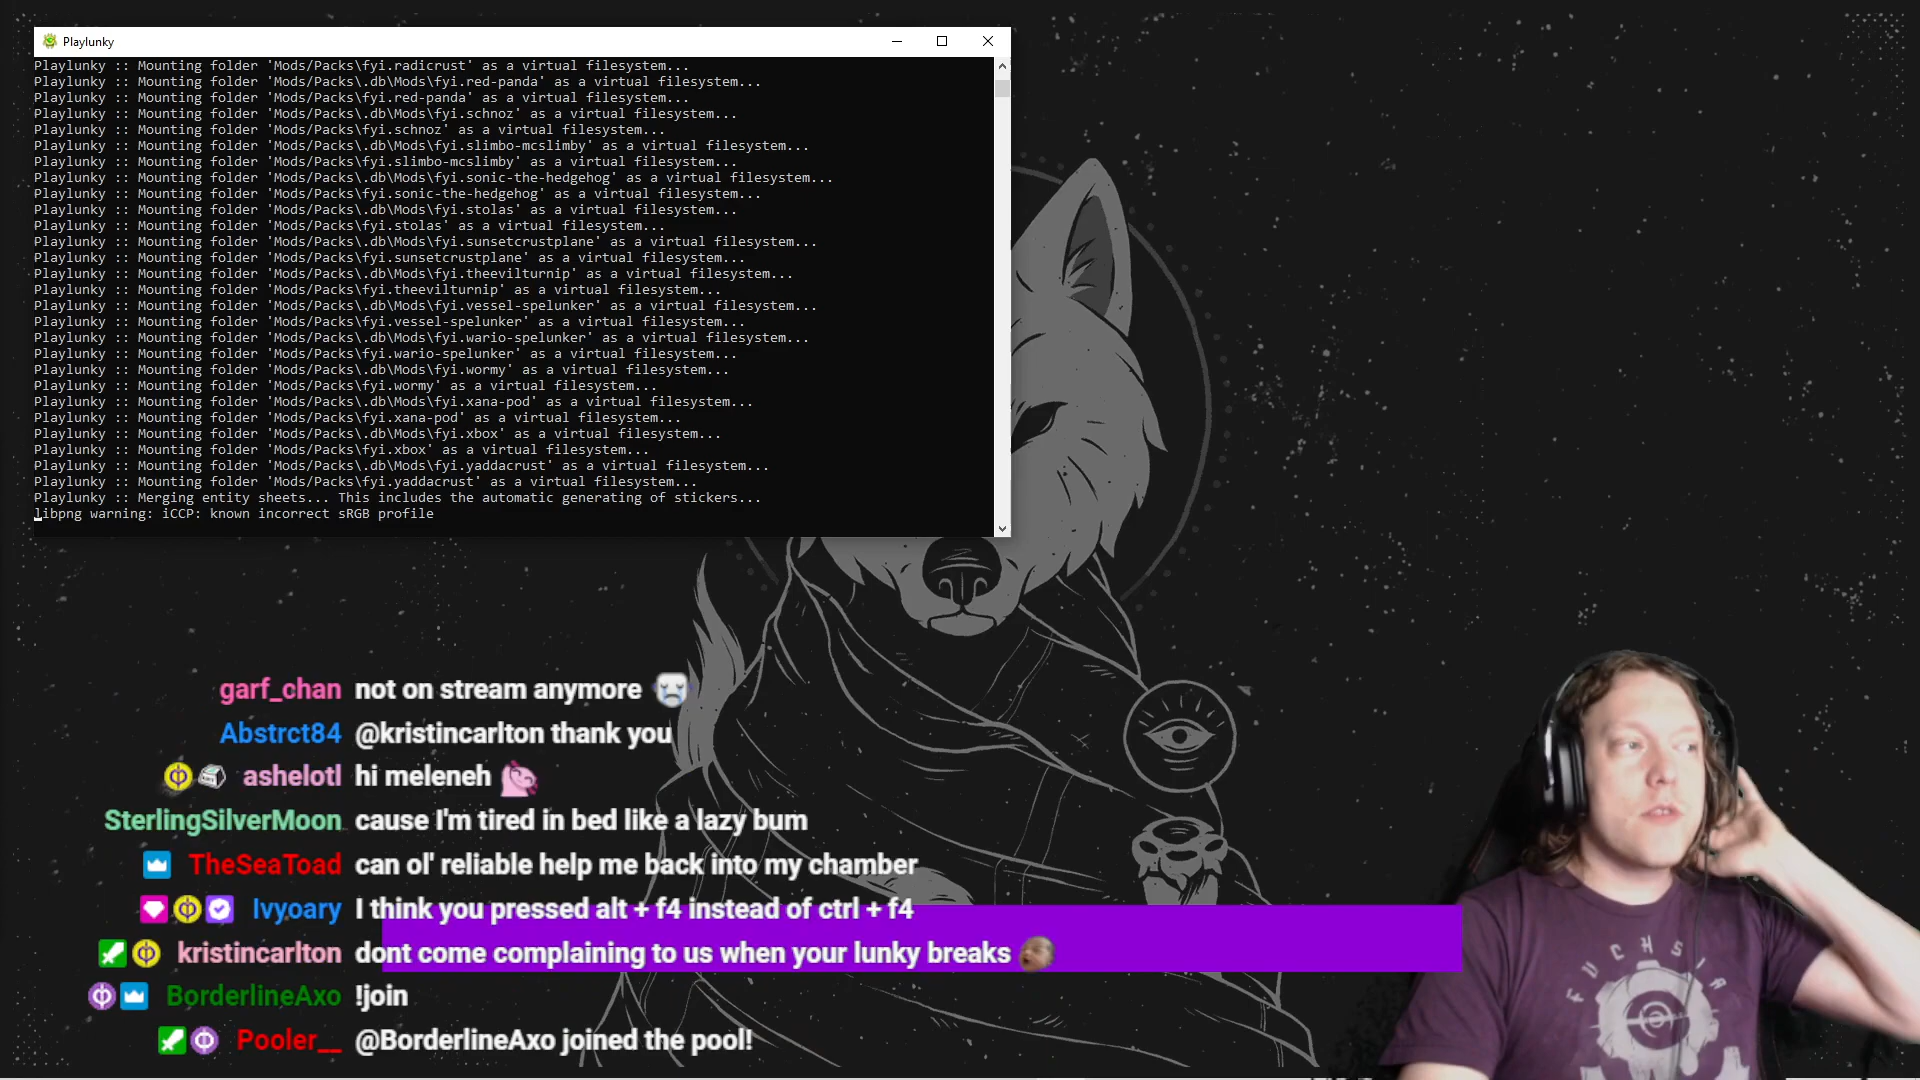 Playlunky
Playlunky :: Mounting folder 'Mods/Packs\fyi.radicrust' as a virtual filesystem...
Playlunky :: Mounting folder 'Mods/Packs\.db\Mods\fyi.red-panda' as a virtual filesystem...
Playlunky :: Mounting folder 'Mods/Packs\fyi.red-panda' as a virtual filesystem...
Playlunky :: Mounting folder 'Mods/Packs\.db\Mods\fyi.schnoz' as a virtual filesystem...
Playlunky :: Mounting folder 'Mods/Packs\fyi.schnoz' as a virtual filesystem...
Playlunky :: Mounting folder 'Mods/Packs\.db\Mods\fyi.slimbo-mcslimby' as a virtual filesystem...
Playlunky :: Mounting folder 'Mods/Packs\fyi.slimbo-mcslimby' as a virtual filesystem...
Playlunky :: Mounting folder 'Mods/Packs\.db\Mods\fyi.sonic-the-hedgehog' as a virtual filesystem...
Playlunky :: Mounting folder 'Mods/Packs\fyi.sonic-the-hedgehog' as a virtual filesystem...
Playlunky :: Mounting folder 'Mods/Packs\.db\Mods\fyi.stolas' as a virtual filesystem...
Playlunky :: Mounting folder 'Mods/Packs\fyi.stolas' as a virtual filesystem...
Playlunky :: Mounting folder 'Mods/Packs\.db\Mods\fyi.sunsetcrustplane' as a virtual filesystem...
Playlunky :: Mounting folder 'Mods/Packs\fyi.sunsetcrustplane' as a virtual filesystem...
Playlunky :: Mounting folder 'Mods/Packs\.db\Mods\fyi.theevilturnip' as a virtual filesystem...
Playlunky :: Mounting folder 'Mods/Packs\fyi.theevilturnip' as a virtual filesystem...
Playlunky :: Mounting folder 'Mods/Packs\.db\Mods\fyi.vessel-spelunker' as a virtual filesystem...
Playlunky :: Mounting folder 'Mods/Packs\fyi.vessel-spelunker' as a virtual filesystem...
Playlunky :: Mounting folder 'Mods/Packs\.db\Mods\fyi.wario-spelunker' as a virtual filesystem...
Playlunky :: Mounting folder 'Mods/Packs\fyi.wario-spelunker' as a virtual filesystem...
Playlunky :: Mounting folder 'Mods/Packs\.db\Mods\fyi.wormy' as a virtual filesystem...
Playlunky :: Mounting folder 'Mods/Packs\fyi.wormy' as a virtual filesystem...
Playlunky :: Mounting folder 'Mods/Packs\.db\Mods\fyi.xana-pod' as a virtual filesystem...
Playlunky :: Mounting folder 'Mods/Packs\fyi.xana-pod' as a virtual filesystem...
Playlunky :: Mounting folder 'Mods/Packs\.db\Mods\fyi.xbox' as a virtual filesystem...
Playlunky :: Mounting folder 'Mods/Packs\fyi.xbox' as a virtual filesystem...
Playlunky :: Mounting folder 'Mods/Packs\.db\Mods\fyi.yaddacrust' as a virtual filesystem...
Playlunky :: Mounting folder 'Mods/Packs\fyi.yaddacrust' as a virtual filesystem...
Playlunky :: Merging entity sheets... This includes the automatic generating of stickers...
libpng warning: iCCP: known incorrect sRGB profile
garf_chan not on stream anymore
Abstrct84 @kristincarlton thank you
ashelotl hi meleneh
SterlingSilverMoon cause I'm tired in bed like a lazy bum
TheSeaToad can ol' reliable help me back into my chamber
Ivyoary I think you pressed alt + f4 instead of ctrl + f4
kristincarlton dont come complaining to us when your lunky breaks
BorderlineAxo !join
Pooler__ @BorderlineAxo joined the pool!
FUCHSIA